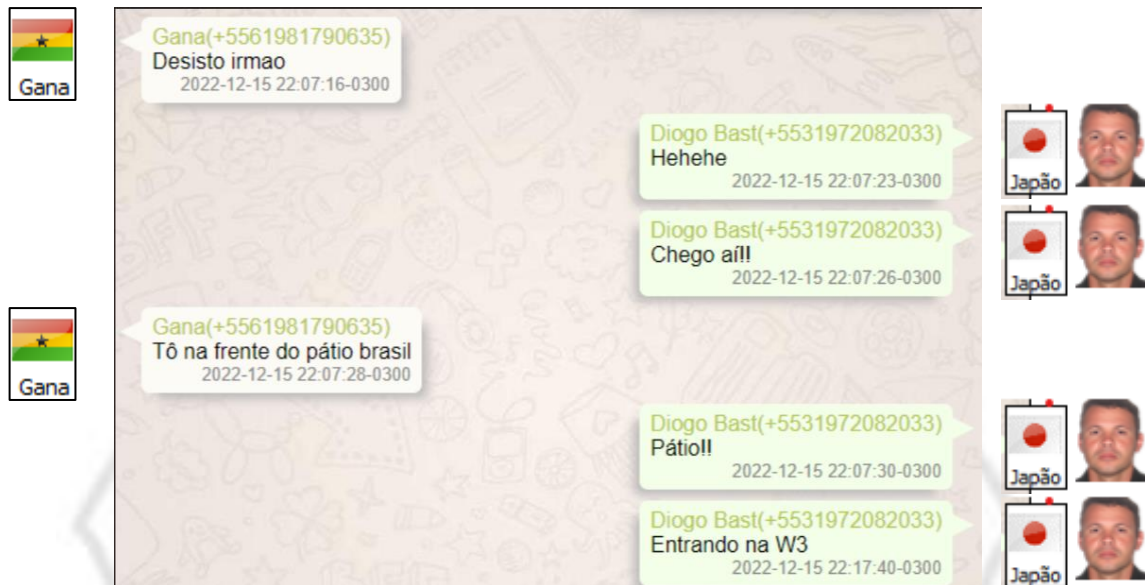 Gana
Gana(+5561981790635)
Desisto irmao
2022-12-15 22:07:16-0300
Diogo Bast(+5531972082033)
Hehehe
2022-12-15 22:07:23-0300
Japão
Diogo Bast(+5531972082033)
Chego aí!!
2022-12-15 22:07:26-0300
Japão
Gana
Gana(+5561981790635)
Tô na frente do pátio brasil
2022-12-15 22:07:28-0300
Diogo Bast(+5531972082033)
Pátio!!
2022-12-15 22:07:30-0300
Japão
Diogo Bast(+5531972082033)
Entrando na W3
2022-12-15 22:17:40-0300
Japão